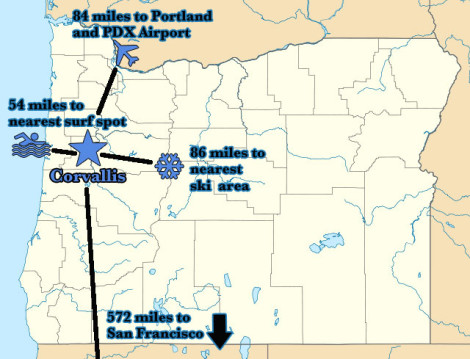 84 miles to Portland
and PDX Airport
54 miles to
nearest surf spot
86 miles to
nearest
ski area
Corvallis
572 miles to
San Francisco